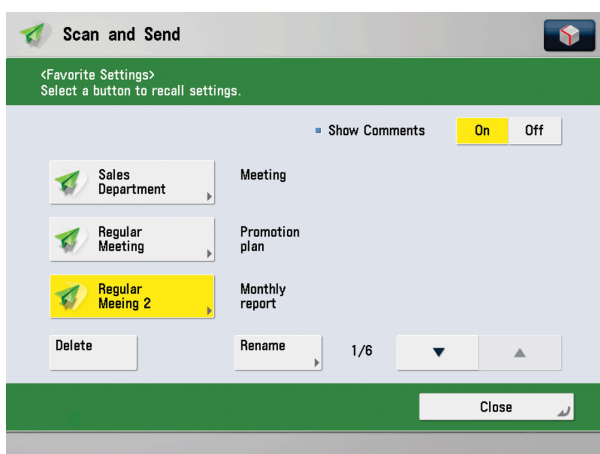 Scan and Send
<Favorite Settings>
Select a button to recall settings.
Show Comments On Off
Sales
Department
Meeting
Regular
Meeting
Promotion
plan
Regular
Meeing 2
Monthly
report
Delete
Rename
1/6
Close